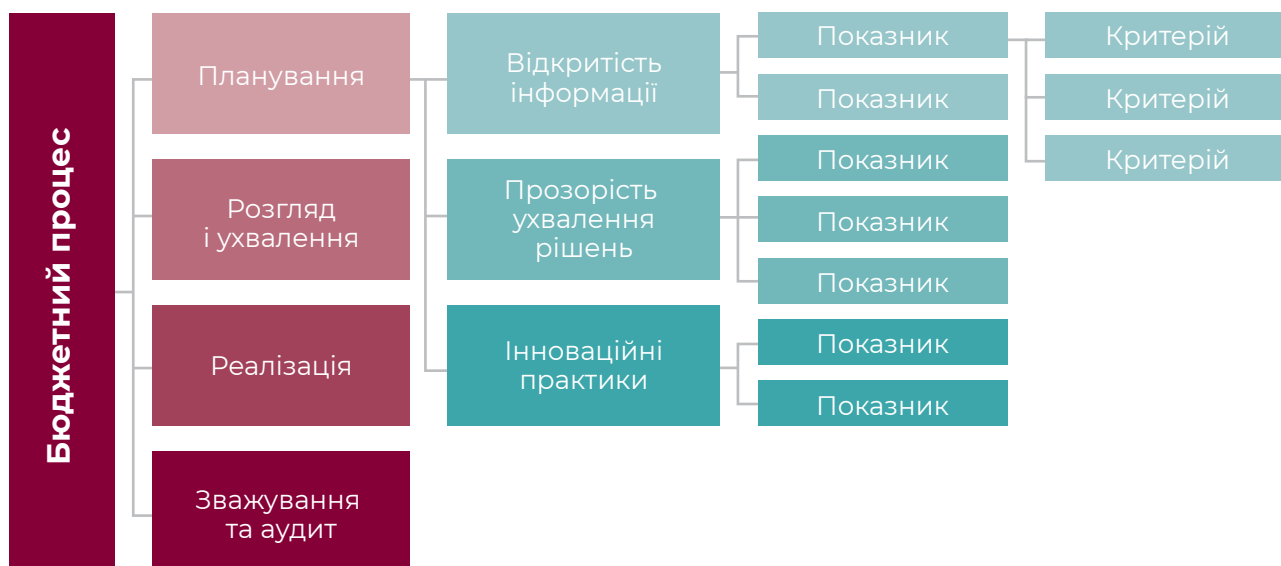 Бюджетний процес
Планування
Розгляд
і ухвалення
Реалізація
Зважування
та аудит
Відкритість
інформації
Прозорість
ухвалення
рішень
Інноваційні
практики
Показник
Показник
Показник
Показник
Показник
Показник
Показник
Критерій
Критерій
Критерій